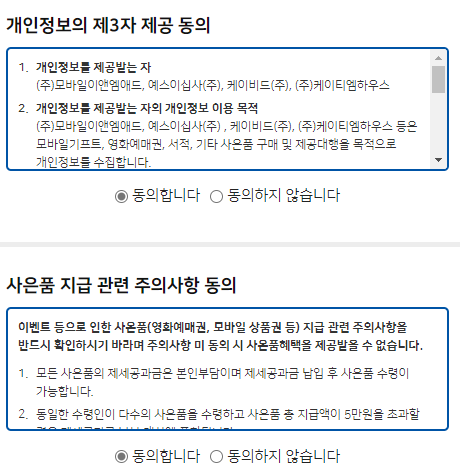 개인정보의 제3자 제공 동의
1. 개인정보를 제공받는 자
(주)모바일이앤엠애드, 예스이십사(주), 케이비드(주), (주)케이티엠하우스
2. 개인정보를 제공받는 자의 개인정보 이용 목적
(주)모바일이앤엠애드, 예스이십사(주) , 케이비드(주), (주)케이티엠하우스 등은
모바일기프트, 영화예매권, 서적, 기타 사은품 구매 및 제공대행을 목적으로
개인정보를 수집합니다.
동의합니다 동의하지 않습니다
사은품 지급 관련 주의사항 동의
이벤트 등으로 인한 사은품(영화예매권, 모바일 상품권 등) 지급 관련 주의사항을
반드시 확인하시기 바라며 주의사항 미 동의 시 사은품혜택을 제공받을 수 없습니다.
1. 모든 사은품의 제세공과금은 본인부담이며 제세공과금 납입 후 사은품 수령이
가능합니다.
2. 동일한 수령인이 다수의 사은품을 수령하고 사은품 총 지급액이 5만원을 초과할
동의합니다 동의하지 않습니다